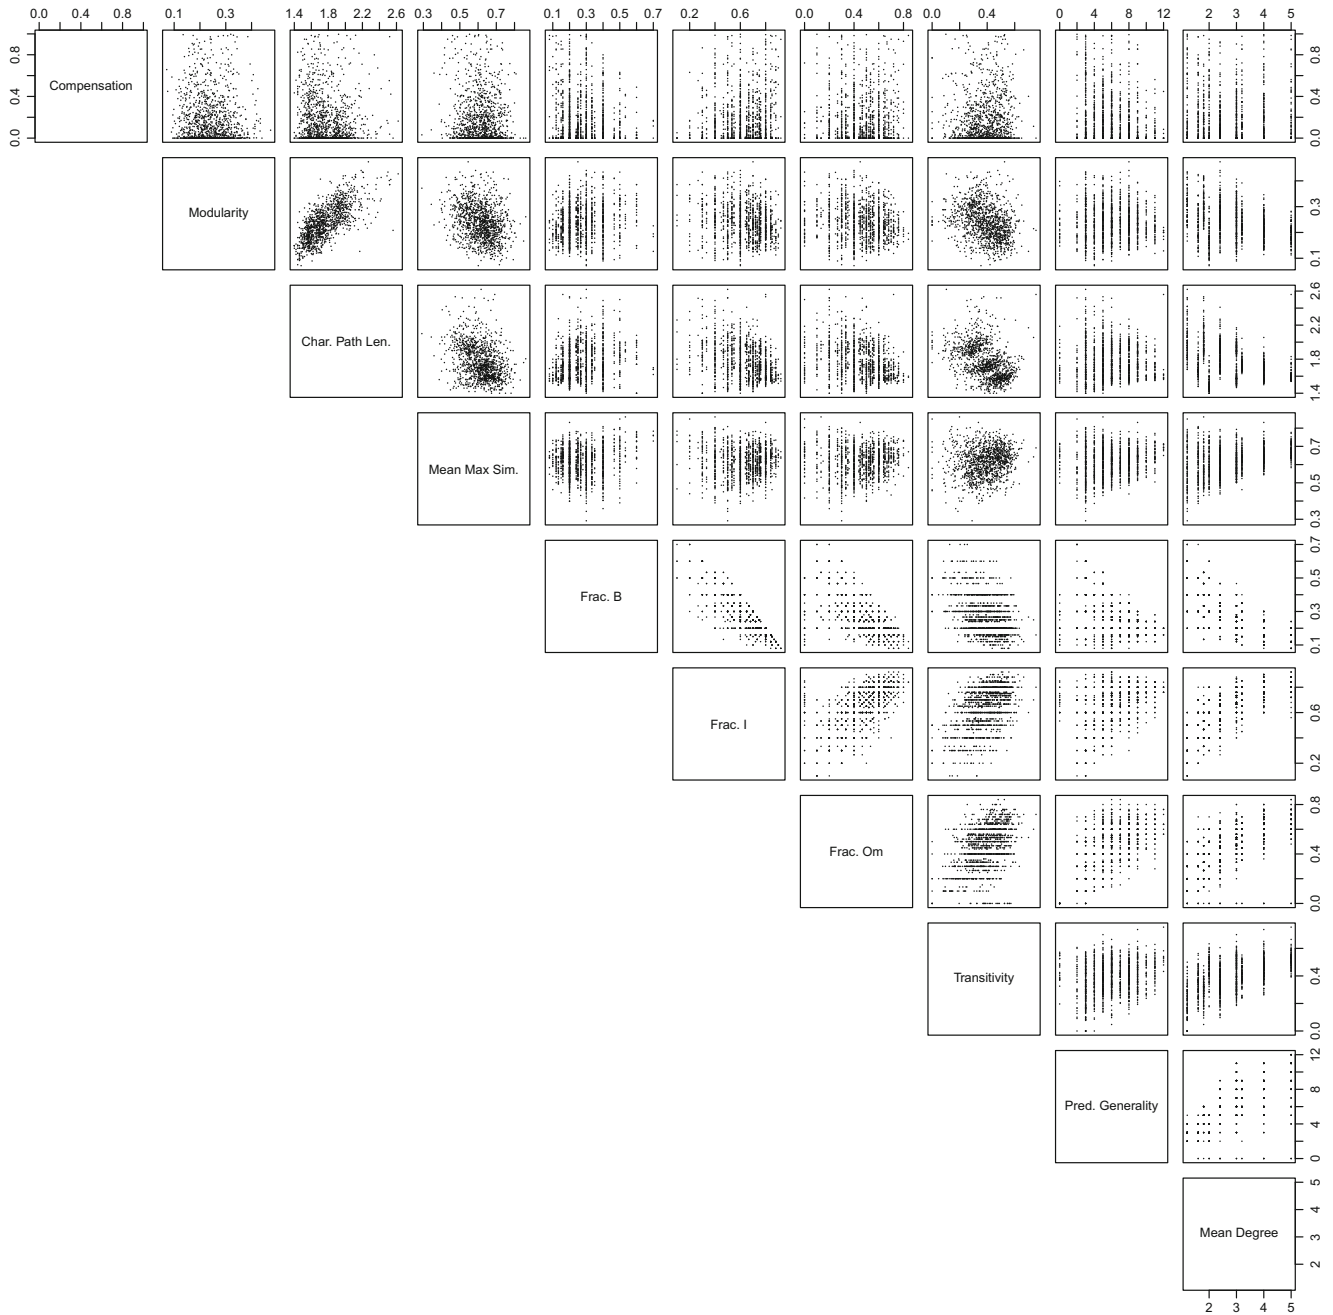 0.0 0.4 0.8 0.1 0.3 1.4 1.8 2.2 2.6 0.3 0.5 0.7 0.1 0.3 0.5 0.7 0.2 0.6 0.0 0.4 0.8 0.0 0.4 0 4 8 12 2 3 4 5
0.0 0.4 0.8
Compensation
0.0 0.4 0.8
Modularity
0.1 0.3
Char. Path Len.
1.4 1.8 2.2 2.6
Mean Max Sim.
0.3 0.5 0.7
Frac. B
0.1 0.3 0.5 0.7
Frac. I
0.2 0.6
Frac. Om
0.0 0.4 0.8
Transitivity
0.0 0.4
Pred. Generality
0 4 8 12
Mean Degree
2 3 4 5
2 3 4 5